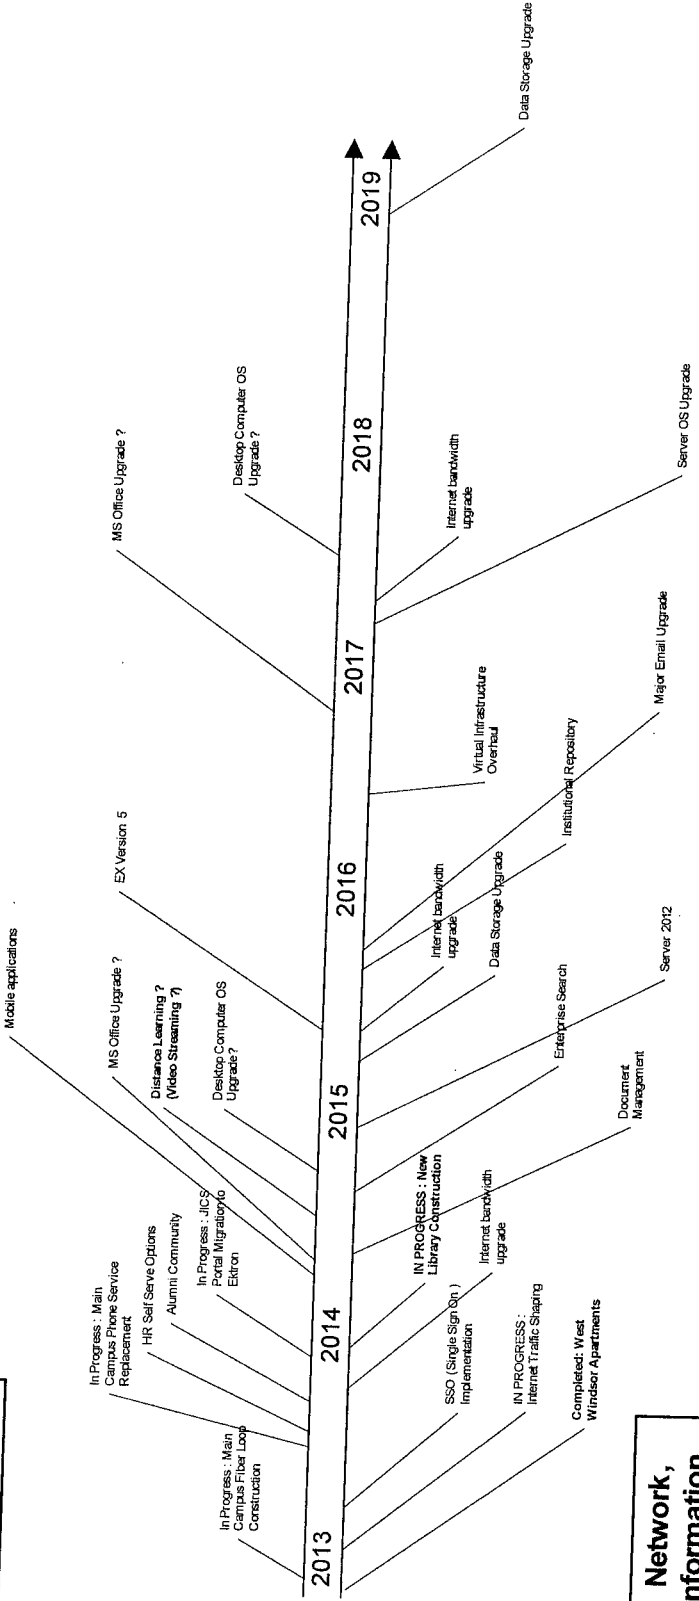 In Progress : Main
Campus Fiber Loop
Construction
In Progress : Main
Campus Phone Service
Replacement
HR Self Serve Options
Alumni Community
In Progress : JICS
Portal Migration to
Ektron
Mobile applications
MS Office Upgrade ?
Distance Learning ?
(Video Streaming ?)
Desktop Computer OS
Upgrade ?
EX Version 5
MS Office Upgrade ?
Desktop Computer OS
Upgrade ?
2013
2014
2015
2016
2017
2018
2019
Completed: West
Windsor Apartments
IN PROGRESS :
Internet Traffic Shaping
SSO (Single Sign On )
Implementation
Internet bandwidth
upgrade
IN PROGRESS : New
Library Construction
Document
Management
Enterprise Search
Server 2012
Data Storage Upgrade
Internet bandwidth
upgrade
Institutional Repository
Major Email Upgrade
Virtual Infrastructure
Overhaul
Server OS Upgrade
Internet bandwidth
upgrade
Data Storage Upgrade
Network,